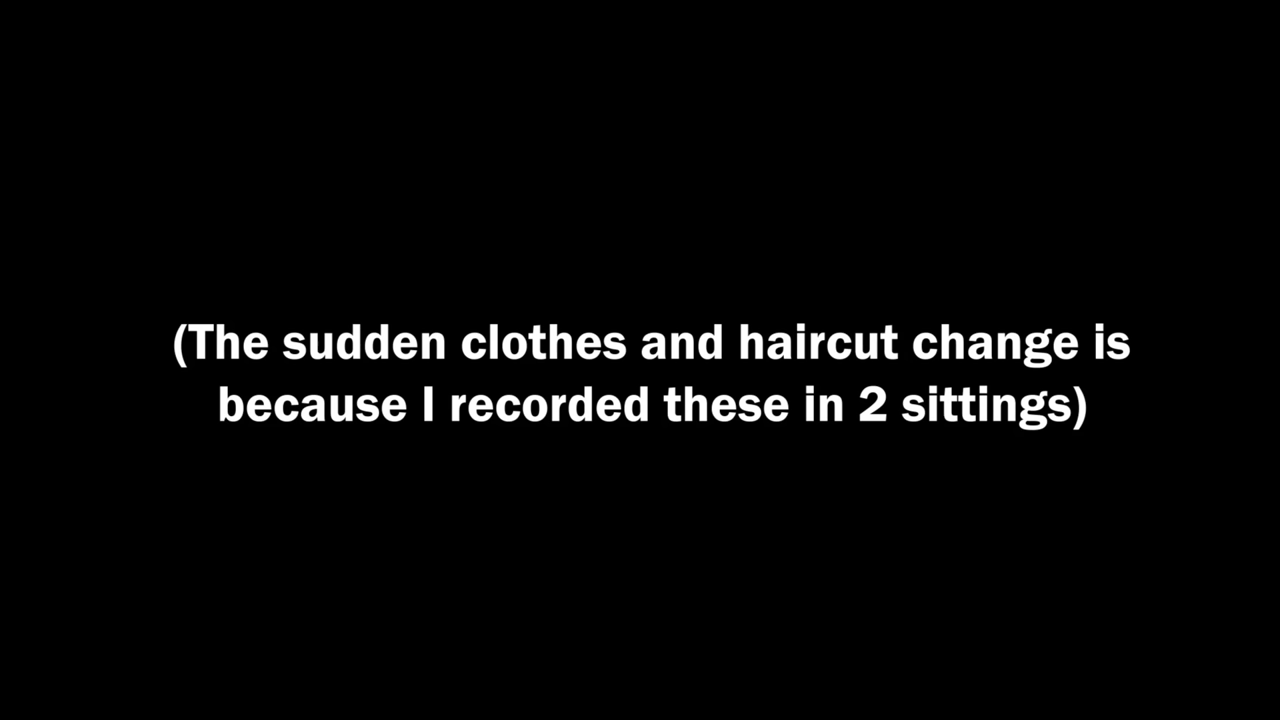 (The sudden clothes and haircut change is
because I recorded these in 2 sittings)